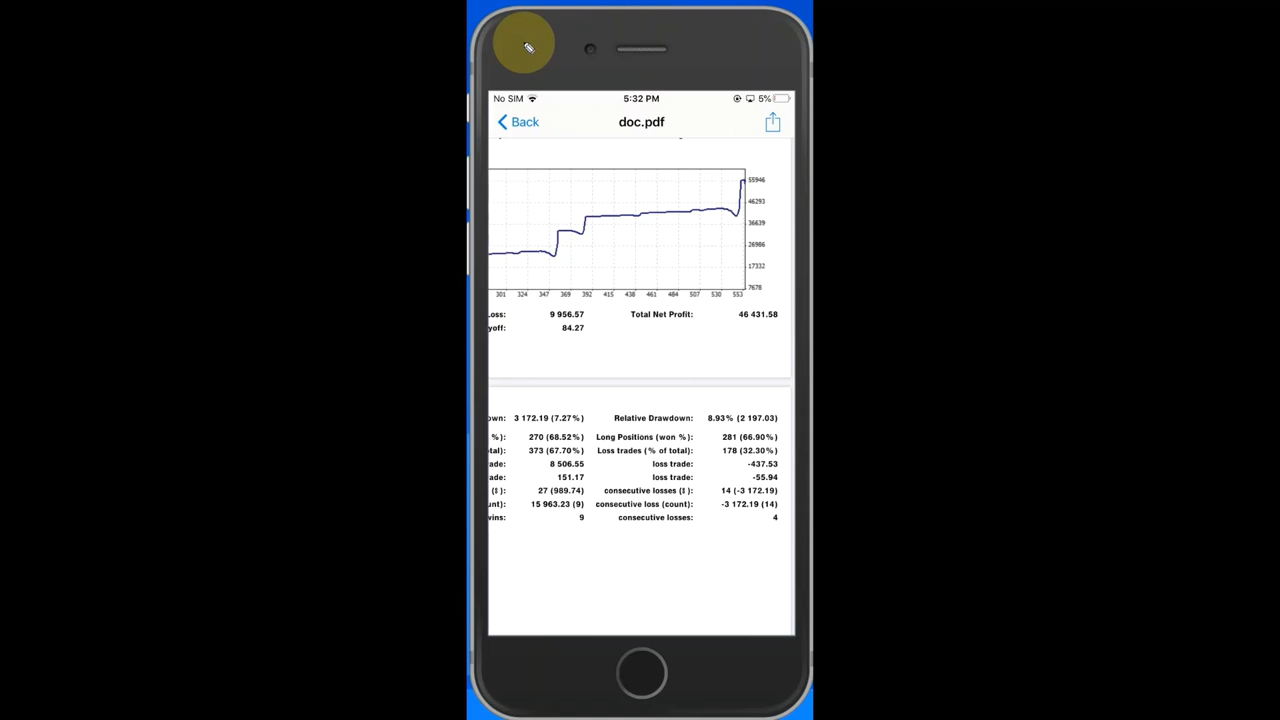 No SIM 5:32 PM 5%
Back doc.pdf
55946
46293
36639
26986
17332
7678
301 324 347 369 392 415 438 461 484 507 530 553
Loss: 9 956.57 Total Net Profit: 46 431.58
yoff: 84.27
own: 3 172.19 (7.27%) Relative Drawdown: 8.93% (2 197.03)
%): 270 (68.52%) Long Positions (won %): 281 (66.90%)
tal): 373 (67.70%) Loss trades (% of total): 178 (32.30%)
ade: 8 506.55 loss trade: -437.53
ade: 151.17 loss trade: -55.94
): 27 (989.74) consecutive losses ( ): 14 (-3 172.19)
unt): 15 963.23 (9) consecutive loss (count): -3 172.19 (14)
wins: 9 consecutive losses: 4